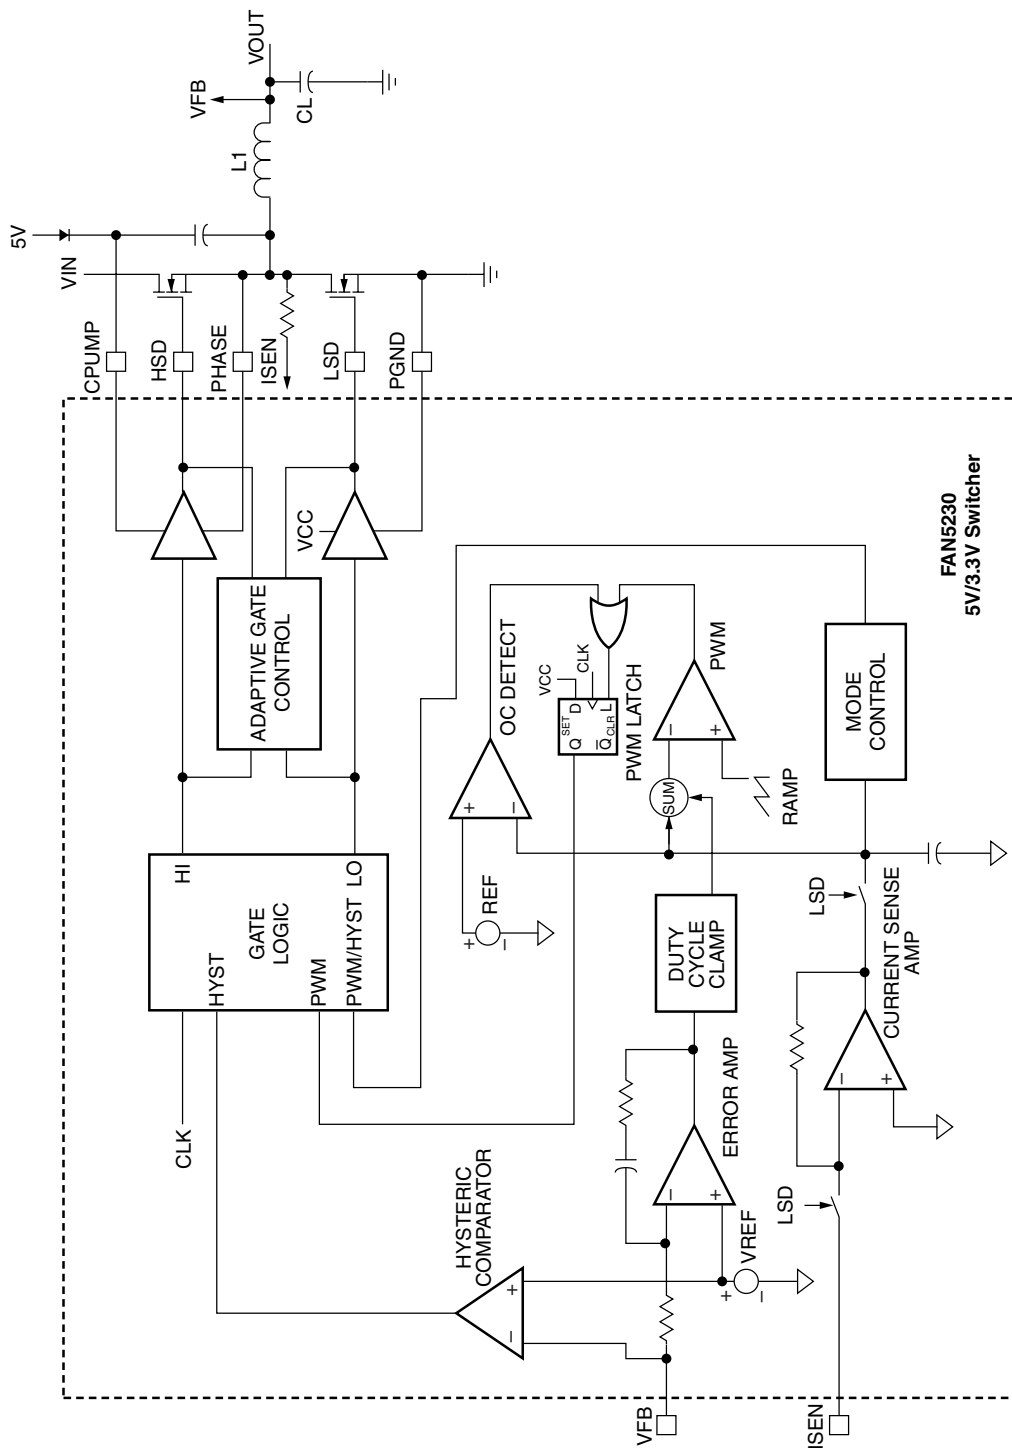 5V
VIN
CPUMP
HSD
PHASE
ISEN
LSD
PGND
L1
VFB
CL
VOUT
VCC
ADAPTIVE GATE
CONTROL
HI
GATE
LOGIC
HYST
PWM
PWM/HYST LO
CLK
OC DETECT
+
−
REF
+
−
VCC
CLK
SET
Q
D
Q
CLR
L
PWM LATCH
PWM
−
+
SUM
RAMP
MODE
CONTROL
FAN5230
5V/3.3V Switcher
DUTY
CYCLE
CLAMP
LSD
CURRENT SENSE
AMP
−
+
HYSTERIC
COMPARATOR
+
−
ERROR AMP
−
+
VREF
+
−
LSD
VFB
ISEN